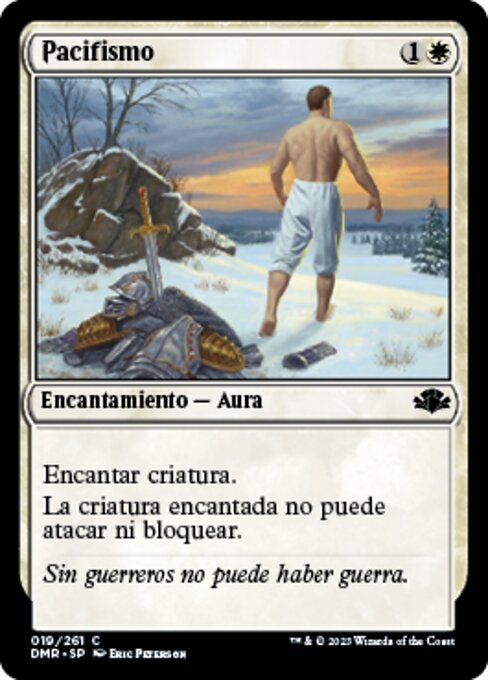 Pacifismo 1
Encantamiento — Aura
Encantar criatura.
La criatura encantada no puede
atacar ni bloquear.
Sin guerreros no puede haber guerra.
019/261 C
DMR • SP Eric Peterson
™ & © 2023 Wizards of the Coast